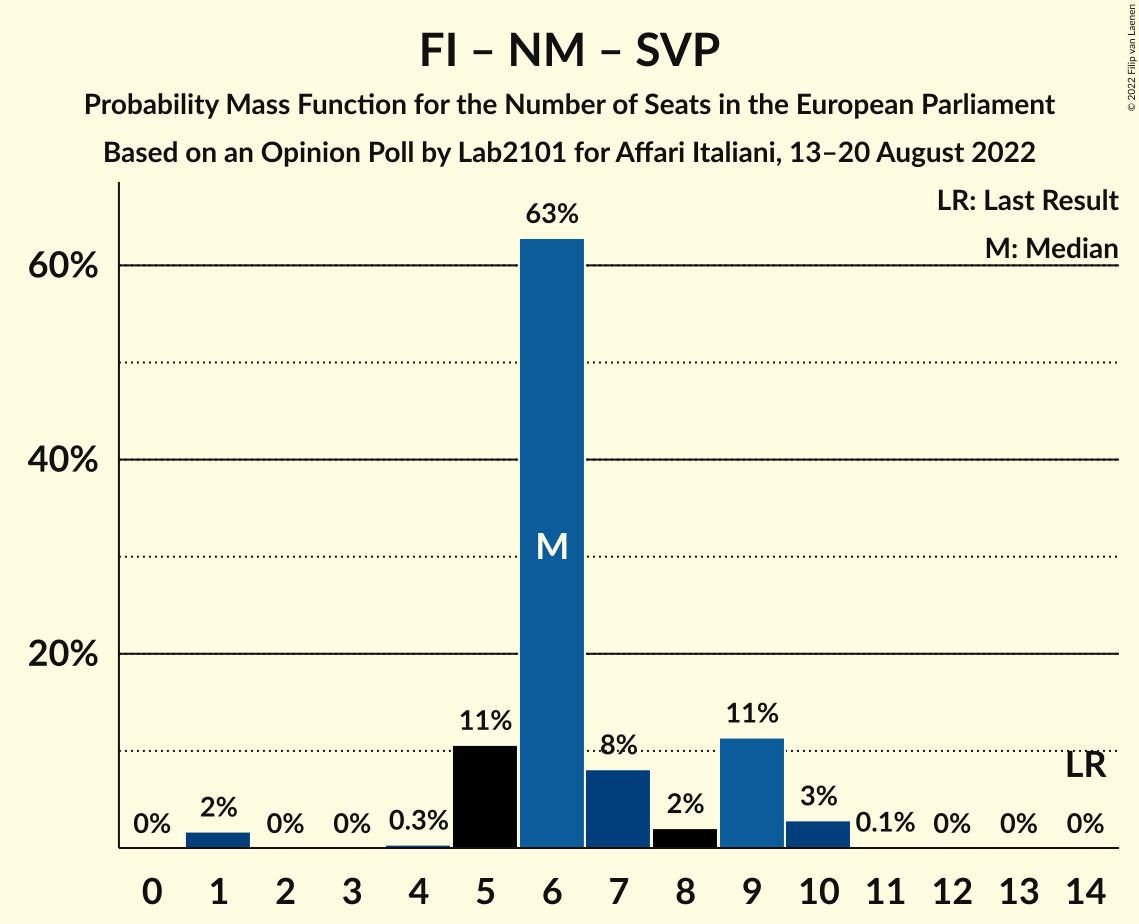 FI – NM – SVP
Probability Mass Function for the Number of Seats in the European Parliament
Based on an Opinion Poll by Lab2101 for Affari Italiani, 13–20 August 2022
© 2022 Filip van Laenen
LR: Last Result
M: Median
60%
40%
20%
0%
2%
0%
0%
0.3%
11%
63%
8%
2%
11%
3%
0.1%
0%
0%
0%
M
LR
0 1 2 3 4 5 6 7 8 9 10 11 12 13 14